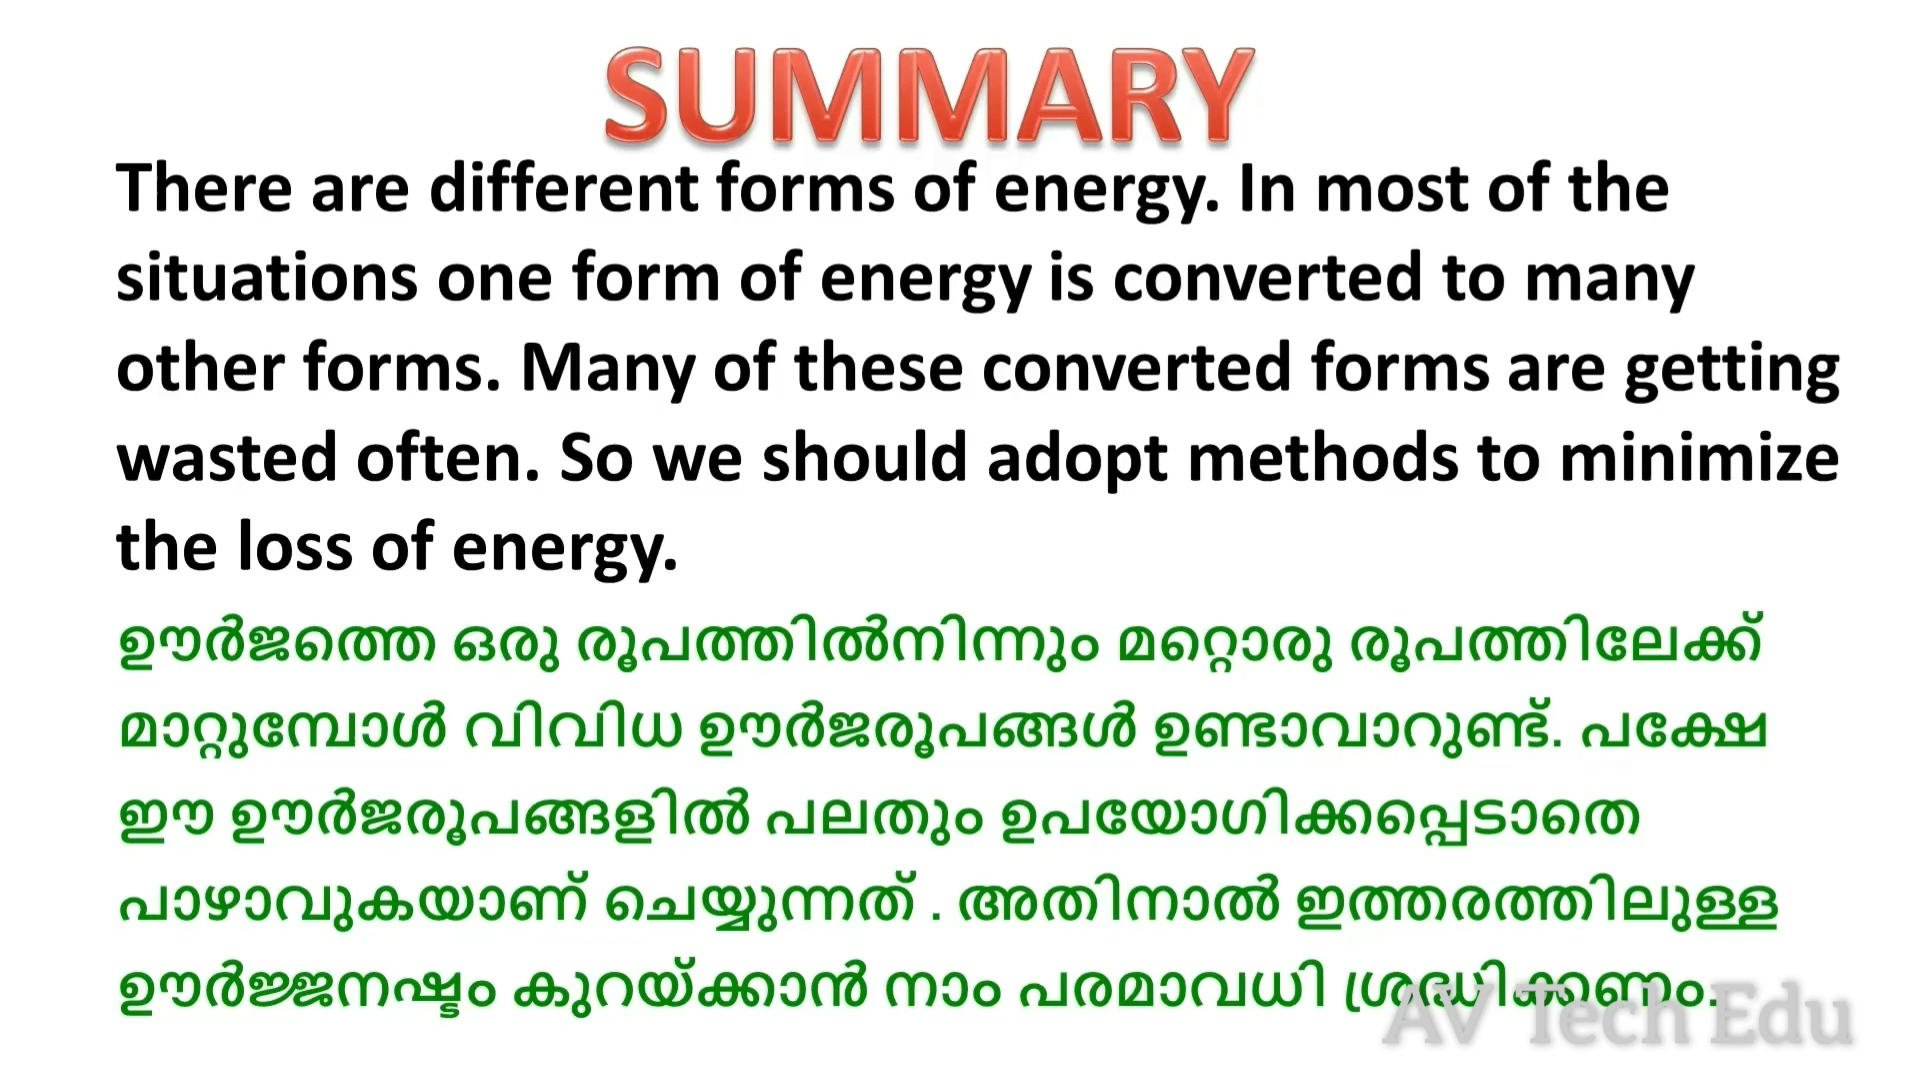 SUMMARY
There are different forms of energy. In most of the
situations one form of energy is converted to many
other forms. Many of these converted forms are getting
wasted often. So we should adopt methods to minimize
the loss of energy.
ഊർജത്തെ ഒരു രൂപത്തിൽനിന്നും മറ്റൊരു രൂപത്തിലേക്ക്
മാറ്റുമ്പോൾ വിവിധ ഊർജരൂപങ്ങൾ ഉണ്ടാവാറുണ്ട്. പക്ഷേ
ഈ ഊർജരൂപങ്ങളിൽ പലതും ഉപയോഗിക്കപ്പെടാതെ
പാഴാവുകയാണ് ചെയ്യുന്നത് . അതിനാൽ ഇത്തരത്തിലുള്ള
ഊർജ്ജനഷ്ടം കുറയ്ക്കാൻ നാം പരമാവധി ശ്രദ്ധിക്കണം.
AV Tech Edu